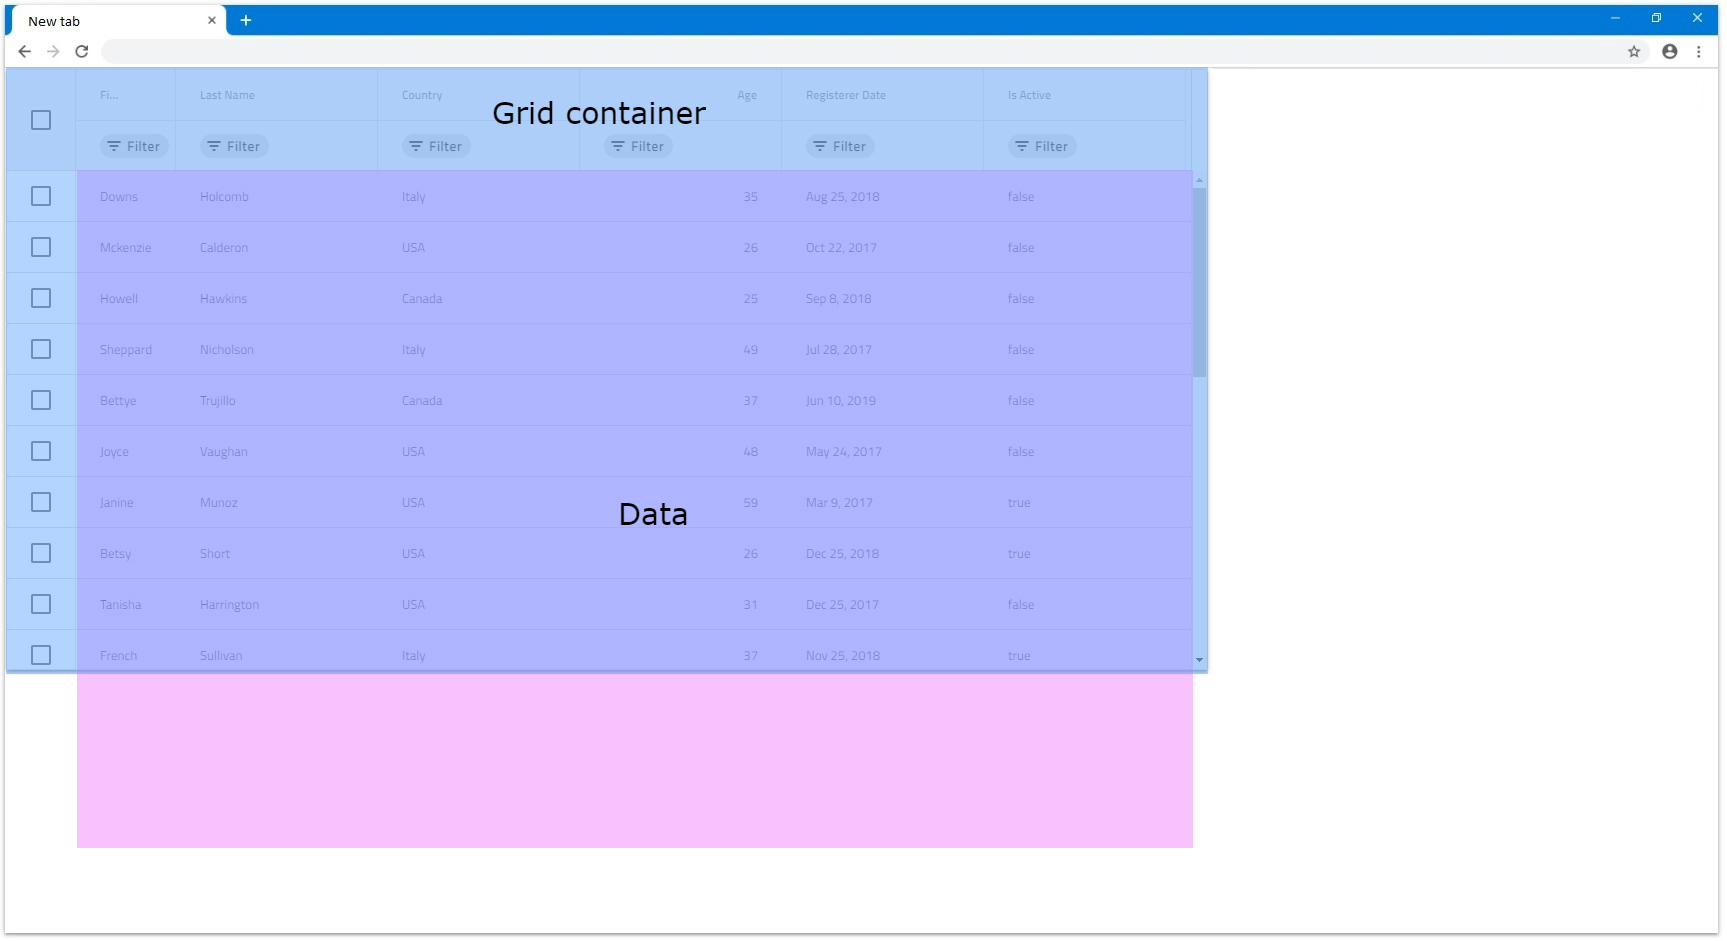 New tab
Fi... Last Name Country Age Registerer Date Is Active
Grid container
Filter Filter Filter Filter Filter Filter
Downs Holcomb Italy 35 Aug 25, 2018 false
Mckenzie Calderon USA 26 Oct 22, 2017 false
Howell Hawkins Canada 25 Sep 8, 2018 false
Sheppard Nicholson Italy 49 Jul 28, 2017 false
Bettye Trujillo Canada 37 Jun 10, 2019 false
Joyce Vaughan USA 48 May 24, 2017 false
Janine Munoz USA 59 Mar 9, 2017 true
Data
Betsy Short USA 26 Dec 25, 2018 true
Tanisha Harrington USA 31 Dec 25, 2017 false
French Sullivan Italy 37 Nov 25, 2018 true